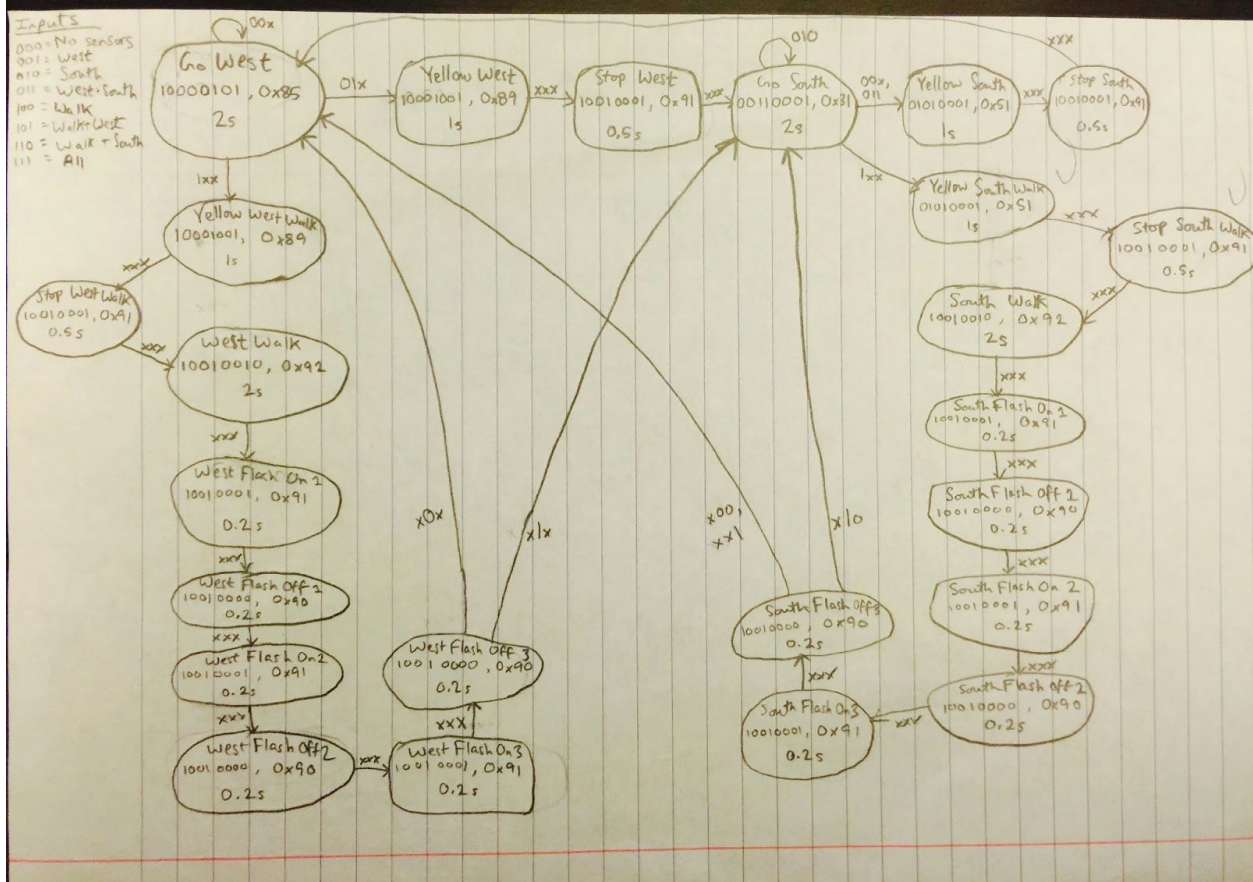 Inputs
000 = No sensors
001 = West
010 = South
011 = West+South
100 = Walk
101 = Walk+West
110 = Walk + South
111 = All
00x
Go West
10000101, 0x85
2s
01x
Yellow West
10001001, 0x89
1s
xxx
Stop West
10010001, 0x91
0.5s
xxx
010
Go South
00110001, 0x31
2s
00x,
011
Yellow South
01010001, 0x51
1s
xxx
Stop South
10010001, 0x91
0.5s
xxx
1xx
Yellow West Walk
10001001, 0x89
1s
xxx
Stop West Walk
10010001, 0x91
0.5s
xxx
West Walk
10010010, 0x92
2s
xxx
West Flash On 1
10010001, 0x91
0.2s
xxx
West Flash Off 1
10010000, 0x90
0.2s
xxx
West Flash On 2
10010001, 0x91
0.2s
xxx
West Flash Off 2
10010000, 0x90
0.2s
xxx
West Flash On 3
10010001, 0x91
0.2s
xxx
West Flash Off 3
10010000, 0x90
0.2s
x0x
x1x
1xx
Yellow South Walk
01010001, 0x51
1s
xxx
Stop South Walk
10010001, 0x91
0.5s
xxx
South Walk
10010010, 0x92
2s
xxx
South Flash On 1
10010001, 0x91
0.2s
xxx
South Flash Off 1
10010000, 0x90
0.2s
xxx
South Flash On 2
10010001, 0x91
0.2s
xxx
South Flash Off 2
10010000, 0x90
0.2s
xxx
South Flash On 3
10010001, 0x91
0.2s
xxx
South Flash Off 3
10010000, 0x90
0.2s
x00,
xx1
x10